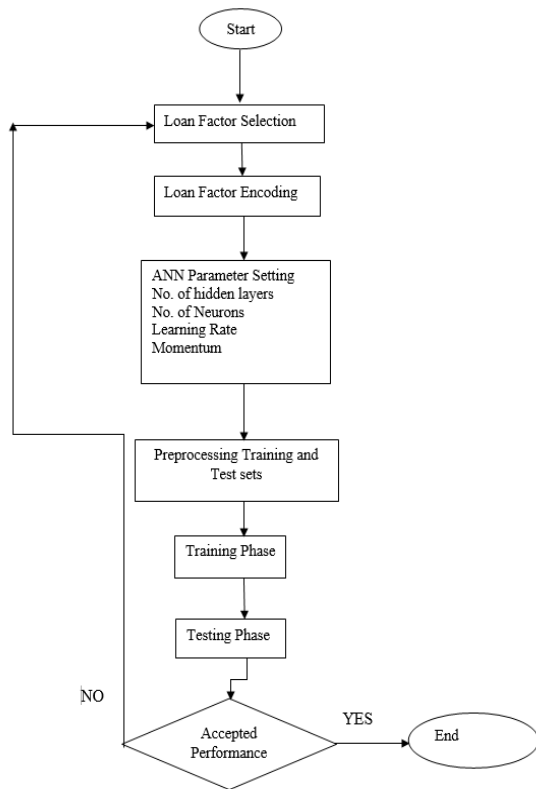 Start
Loan Factor Selection
Loan Factor Encoding
ANN Parameter Setting
No. of hidden layers
No. of Neurons
Learning Rate
Momentum
Preprocessing Training and
Test sets
Training Phase
Testing Phase
NO
Accepted
Performance
YES
End